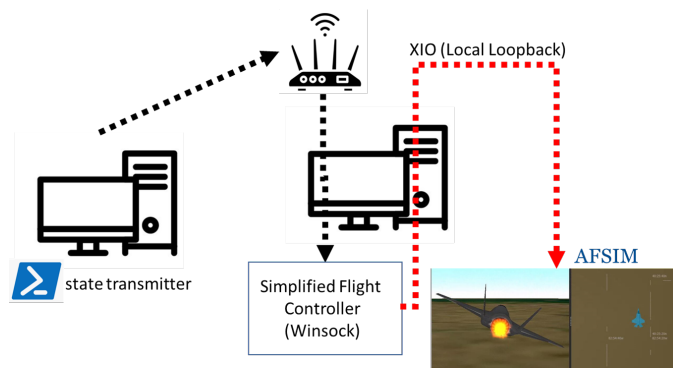 XIO (Local Loopback)
AFSIM
state transmitter
Simplified Flight
Controller
(Winsock)